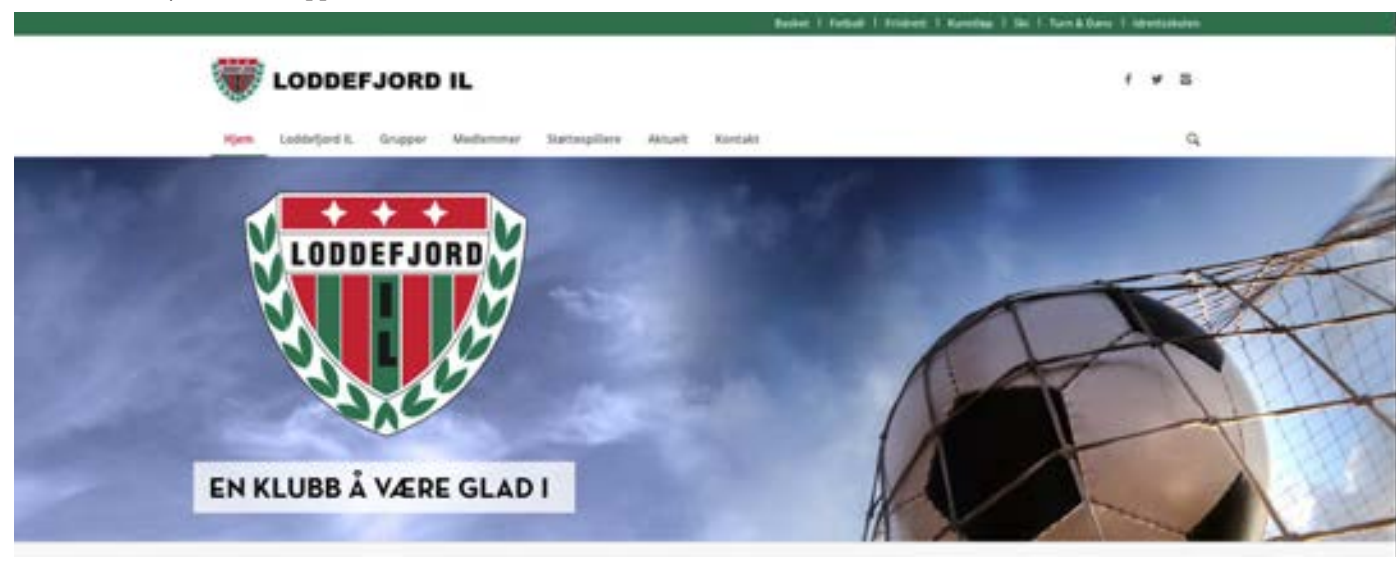 Basket | Fotball | Friidrett | Kunstløp | Ski | Turn & Dans | Idrettsskolen
LODDEFJORD IL
Hjem Loddefjord IL Grupper Medlemmer Støttespillere Aktuelt Kontakt
LODDEFJORD
IL
EN KLUBB Å VÆRE GLAD I